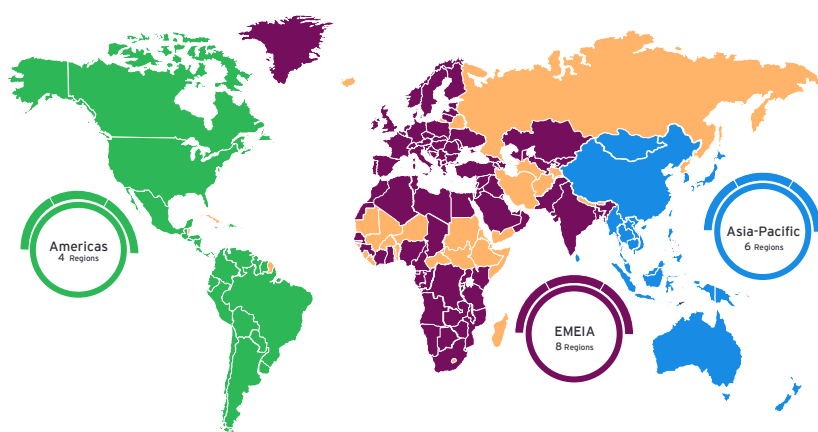 Americas
4 Regions
Asia-Pacific
6 Regions
EMEIA
8 Regions